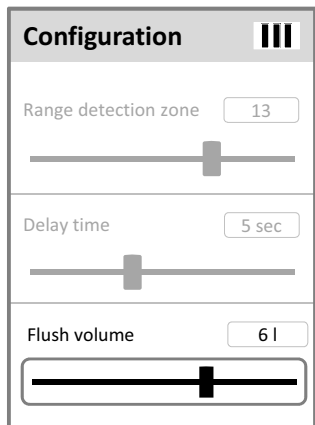 Configuration
Range detection zone 13
Delay time 5 sec
Flush volume 6 l